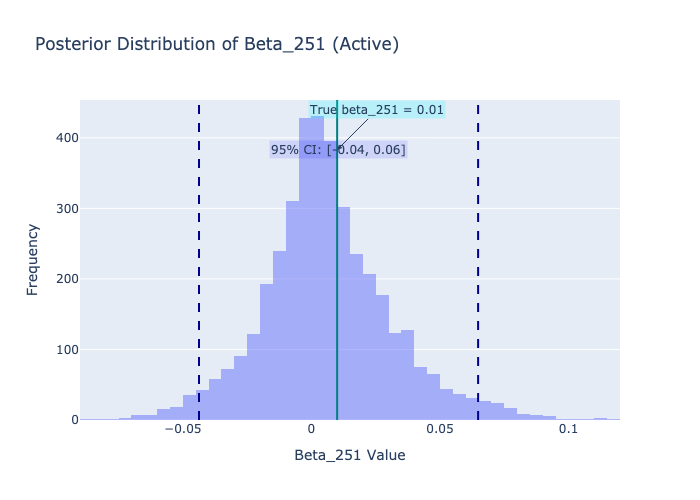 Posterior Distribution of Beta_251 (Active)
True beta_251 = 0.01
95% CI: [-0.04, 0.06]
400
300
200
100
0
Frequency
−0.05
0
0.05
0.1
Beta_251 Value